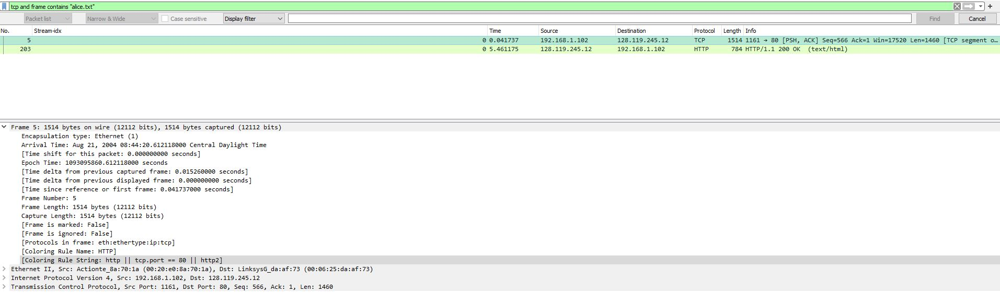 tcp and frame contains "alice.txt"
Packet list Narrow & Wide Case sensitive Display filter Find Cancel
No. Stream-idx Time Source Destination Protocol Length Info
5 0 0.041737 192.168.1.102 128.119.245.12 TCP 1514 1161 → 80 [PSH, ACK] Seq=566 Ack=1 Win=17520 Len=1460 [TCP segment o…
203 0 5.461175 128.119.245.12 192.168.1.102 HTTP 784 HTTP/1.1 200 OK (text/html)
Frame 5: 1514 bytes on wire (12112 bits), 1514 bytes captured (12112 bits)
Encapsulation type: Ethernet (1)
Arrival Time: Aug 21, 2004 08:44:20.612118000 Central Daylight Time
[Time shift for this packet: 0.000000000 seconds]
Epoch Time: 1093095860.612118000 seconds
[Time delta from previous captured frame: 0.015260000 seconds]
[Time delta from previous displayed frame: 0.000000000 seconds]
[Time since reference or first frame: 0.041737000 seconds]
Frame Number: 5
Frame Length: 1514 bytes (12112 bits)
Capture Length: 1514 bytes (12112 bits)
[Frame is marked: False]
[Frame is ignored: False]
[Protocols in frame: eth:ethertype:ip:tcp]
[Coloring Rule Name: HTTP]
[Coloring Rule String: http || tcp.port == 80 || http2]
Ethernet II, Src: Actionte_8a:70:1a (00:20:e0:8a:70:1a), Dst: LinksysG_da:af:73 (00:06:25:da:af:73)
Internet Protocol Version 4, Src: 192.168.1.102, Dst: 128.119.245.12
Transmission Control Protocol, Src Port: 1161, Dst Port: 80, Seq: 566, Ack: 1, Len: 1460